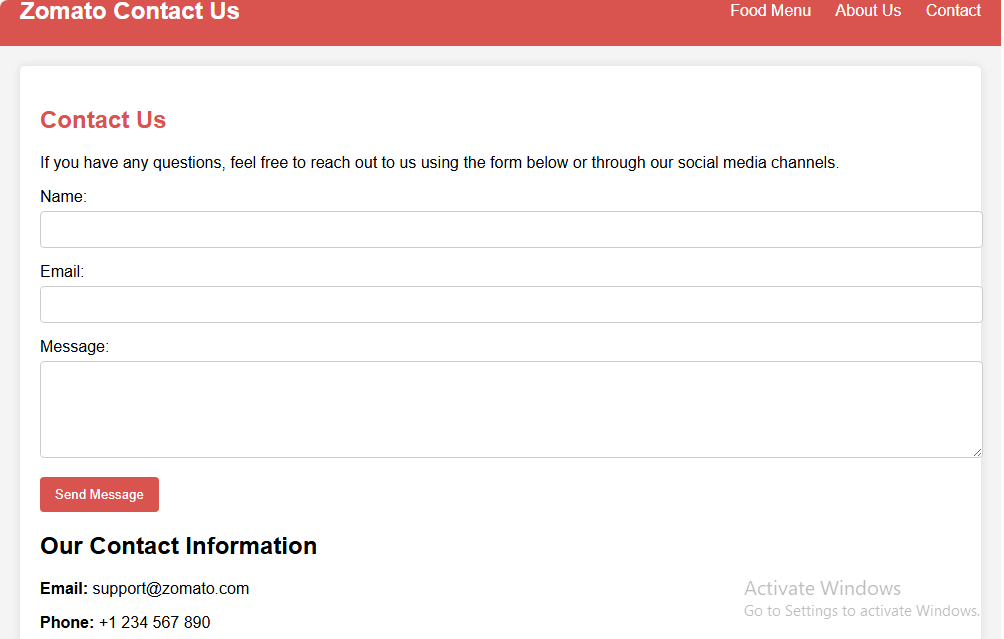 Zomato Contact Us
Food Menu About Us Contact
Contact Us
If you have any questions, feel free to reach out to us using the form below or through our social media channels.
Name:
Email:
Message:
Send Message
Our Contact Information
Email: support@zomato.com
Phone: +1 234 567 890
Activate Windows
Go to Settings to activate Windows.